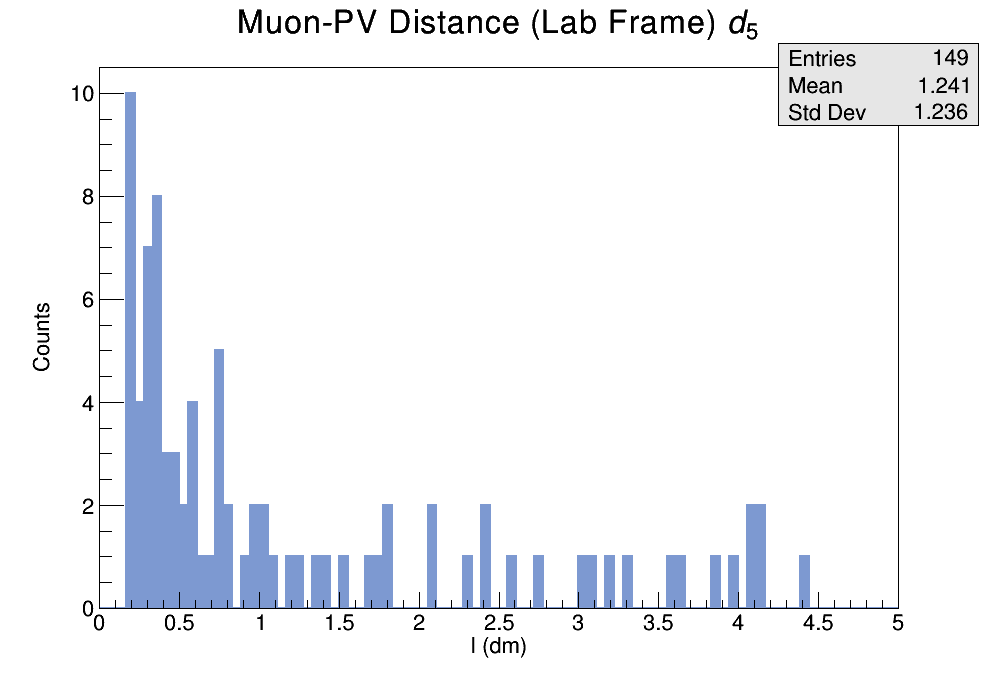 Muon-PV Distance (Lab Frame) d5
Entries 149
Mean 1.241
Std Dev 1.236
10
8
6
4
2
0
Counts
0 0.5 1 1.5 2 2.5 3 3.5 4 4.5 5
l (dm)